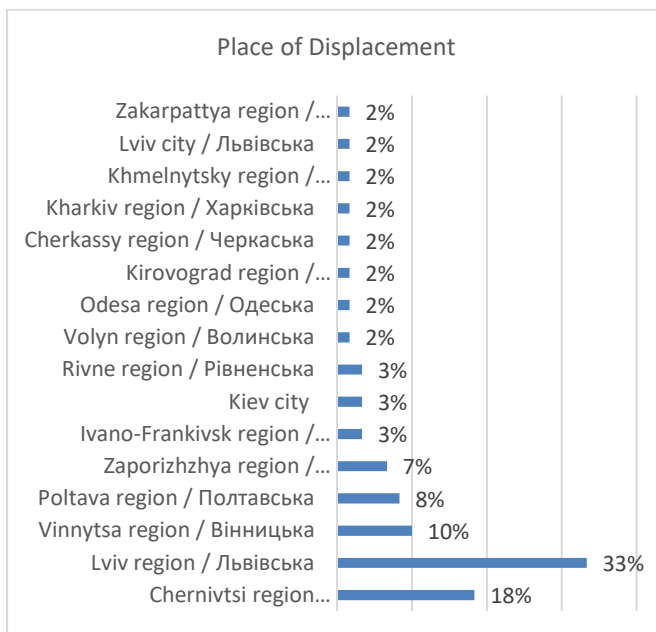 Place of Displacement
Zakarpattya region /... 2%
Lviv city / Львівська 2%
Khmelnytsky region /... 2%
Kharkiv region / Харківська 2%
Cherkassy region / Черкаська 2%
Kirovograd region /... 2%
Odesa region / Одеська 2%
Volyn region / Волинська 2%
Rivne region / Рівненська 3%
Kiev city 3%
Ivano-Frankivsk region /... 3%
Zaporizhzhya region /... 7%
Poltava region / Полтавська 8%
Vinnytsa region / Вінницька 10%
Lviv region / Львівська 33%
Chernivtsi region... 18%